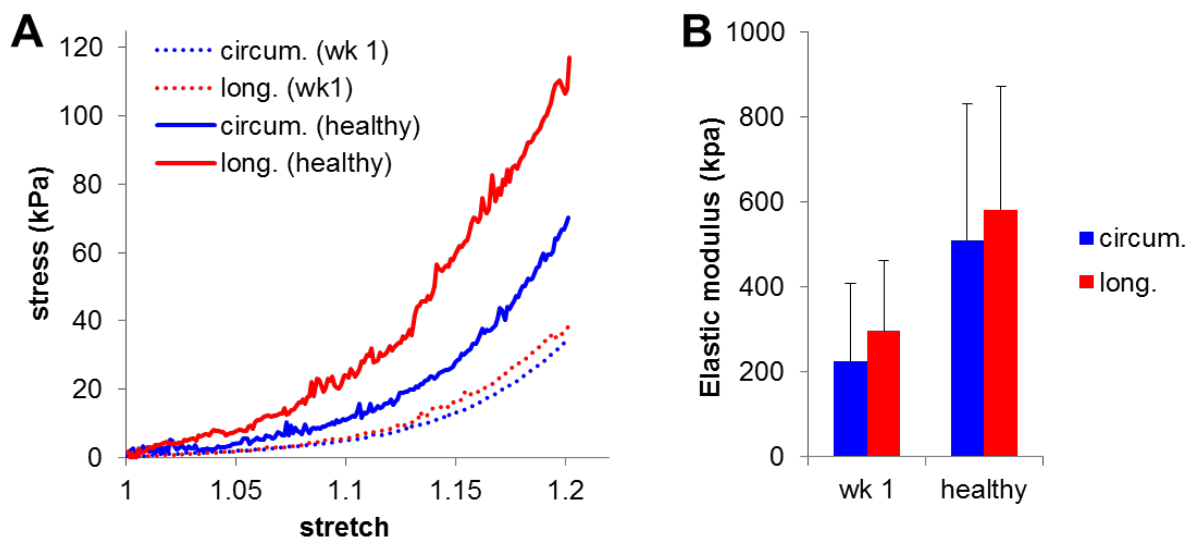 A
120
100
80
60
40
20
0
stress (kPa)
circum. (wk 1)
long. (wk1)
circum. (healthy)
long. (healthy)
1
1.05
1.1
1.15
1.2
stretch
B
1000
800
600
400
200
0
Elastic modulus (kpa)
wk 1
healthy
circum.
long.